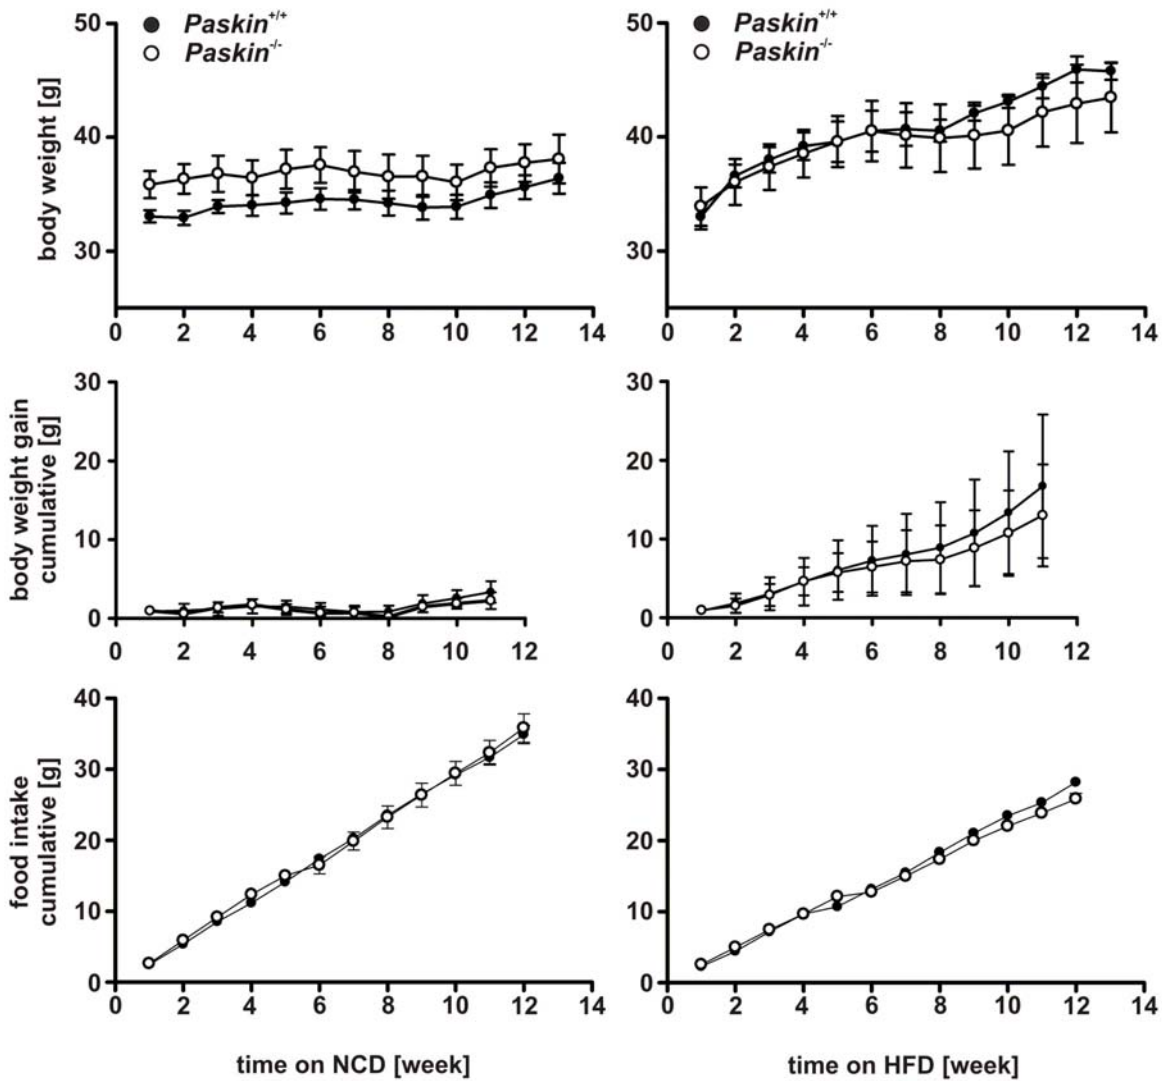 Paskin+/+
Paskin-/-
body weight [g]
50
40
30
0 2 4 6 8 10 12 14
Paskin+/+
Paskin-/-
50
40
30
0 2 4 6 8 10 12 14
body weight gain
cumulative [g]
30
20
10
0
0 2 4 6 8 10 12
30
20
10
0
0 2 4 6 8 10 12
food intake
cumulative [g]
40
30
20
10
0
0 2 4 6 8 10 12 14
time on NCD [week]
40
30
20
10
0
0 2 4 6 8 10 12 14
time on HFD [week]